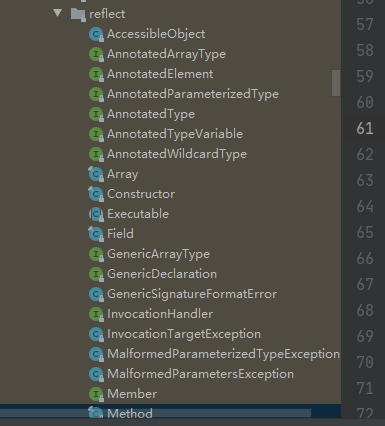 reflect
AccessibleObject
AnnotatedArrayType
AnnotatedElement
AnnotatedParameterizedType
AnnotatedType
AnnotatedTypeVariable
AnnotatedWildcardType
Array
Constructor
Executable
Field
GenericArrayType
GenericDeclaration
GenericSignatureFormatError
InvocationHandler
InvocationTargetException
MalformedParameterizedTypeException
MalformedParametersException
Member
Method
57
58
59
60
61
62
63
64
65
66
67
68
69
70
71
72